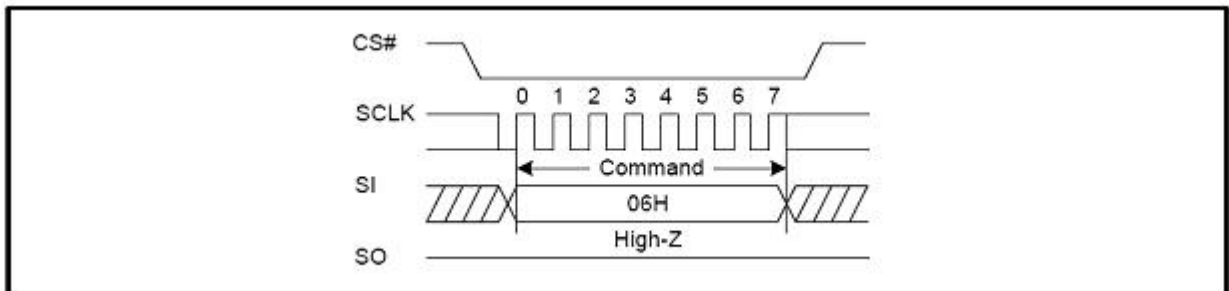 CS#
0 1 2 3 4 5 6 7
SCLK
Command
SI
06H
High-Z
SO